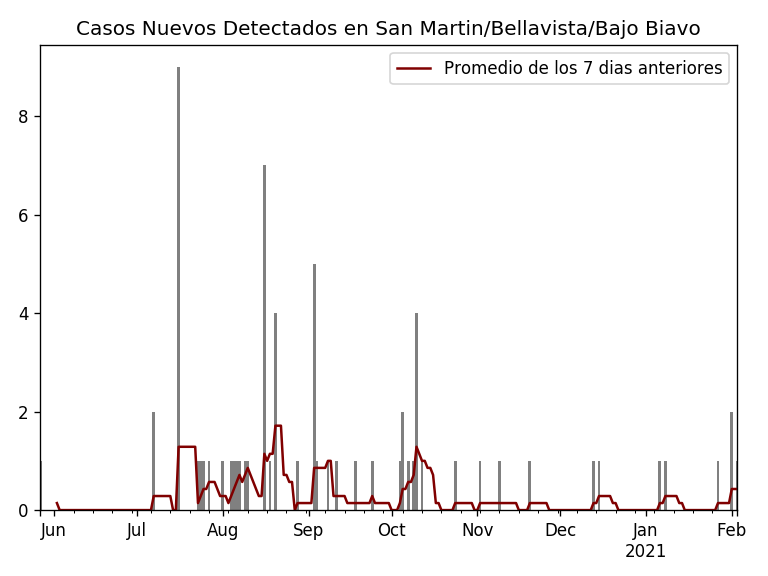 Casos Nuevos Detectados en San Martin/Bellavista/Bajo Biavo
Promedio de los 7 dias anteriores
8
6
4
2
0
Jun Jul Aug Sep Oct Nov Dec Jan Feb
2021